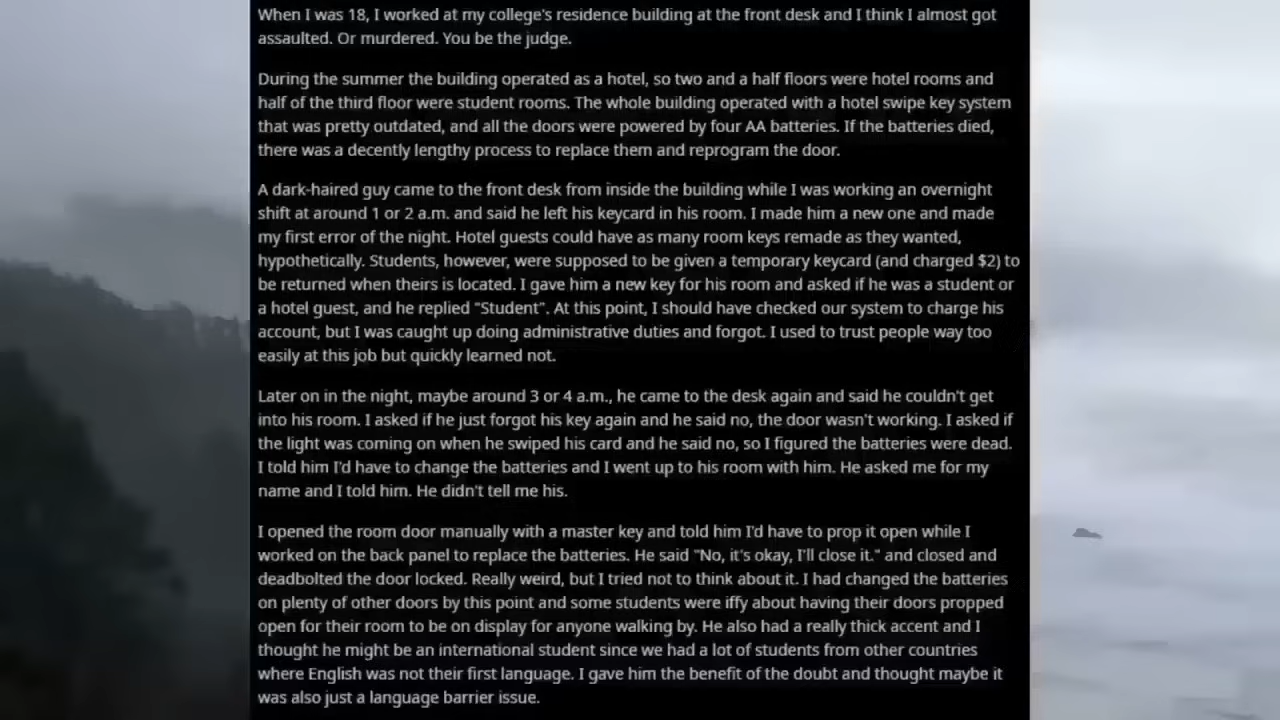 When I was 18, I worked at my college's residence building at the front desk and I think I almost got
assaulted. Or murdered. You be the judge.
During the summer the building operated as a hotel, so two and a half floors were hotel rooms and
half of the third floor were student rooms. The whole building operated with a hotel swipe key system
that was pretty outdated, and all the doors were powered by four AA batteries. If the batteries died,
there was a decently lengthy process to replace them and reprogram the door.
A dark-haired guy came to the front desk from inside the building while I was working an overnight
shift at around 1 or 2 a.m. and said he left his keycard in his room. I made him a new one and made
my first error of the night. Hotel guests could have as many room keys remade as they wanted,
hypothetically. Students, however, were supposed to be given a temporary keycard (and charged $2) to
be returned when theirs is located. I gave him a new key for his room and asked if he was a student or
a hotel guest, and he replied "Student". At this point, I should have checked our system to charge his
account, but I was caught up doing administrative duties and forgot. I used to trust people way too
easily at this job but quickly learned not.
Later on in the night, maybe around 3 or 4 a.m., he came to the desk again and said he couldn't get
into his room. I asked if he just forgot his key again and he said no, the door wasn't working. I asked if
the light was coming on when he swiped his card and he said no, so I figured the batteries were dead.
I told him I'd have to change the batteries and I went up to his room with him. He asked me for my
name and I told him. He didn't tell me his.
I opened the room door manually with a master key and told him I'd have to prop it open while I
worked on the back panel to replace the batteries. He said "No, it's okay, I'll close it." and closed and
deadbolted the door locked. Really weird, but I tried not to think about it. I had changed the batteries
on plenty of other doors by this point and some students were iffy about having their doors propped
open for their room to be on display for anyone walking by. He also had a really thick accent and I
thought he might be an international student since we had a lot of students from other countries
where English was not their first language. I gave him the benefit of the doubt and thought maybe it
was also just a language barrier issue.